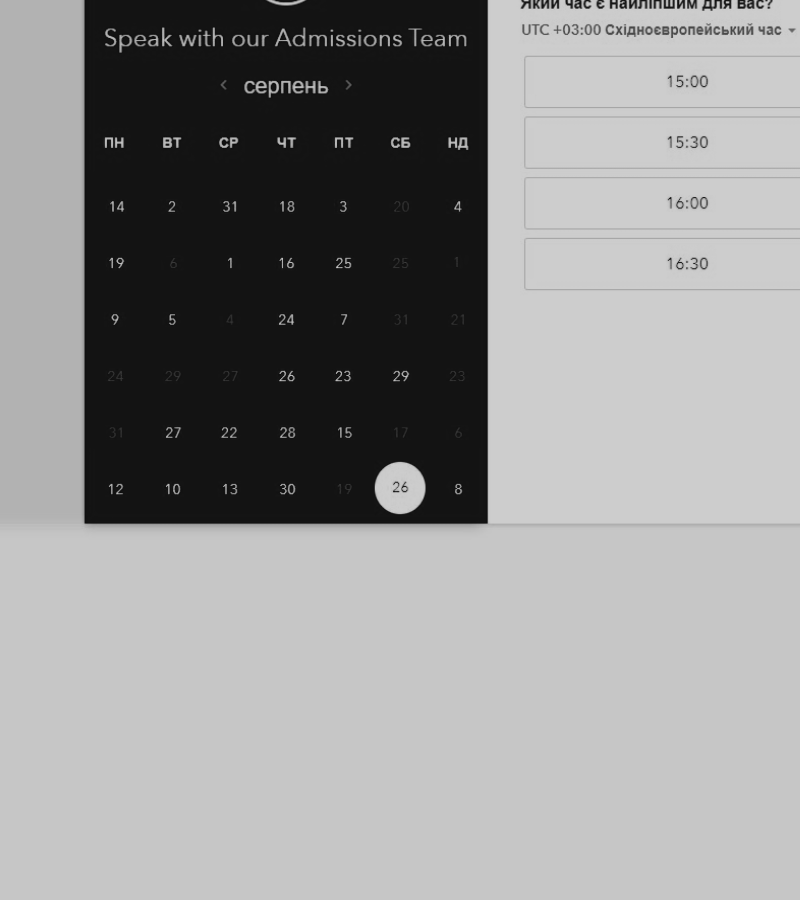 Speak with our Admissions Team
серпень
ПН ВТ СР ЧТ ПТ СБ НД
14 2 31 18 3 20 4
19 6 1 16 25 25 1
9 5 4 24 7 31 21
24 29 27 26 23 29 23
31 27 22 28 15 17 6
12 10 13 30 19 26 8
Який час є найліпшим для вас?
UTC +03:00 Східноєвропейський час
15:00
15:30
16:00
16:30